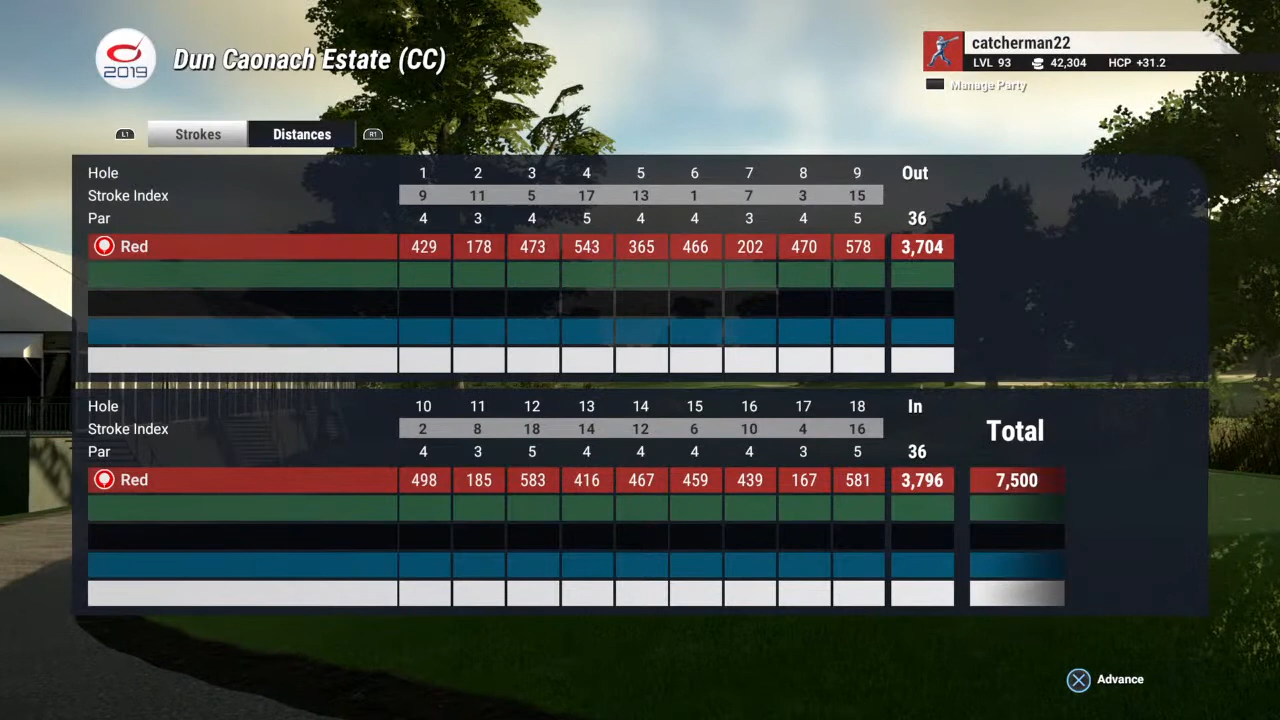 2019 Dun Caonach Estate (CC)
catcherman22
LVL 93 42,304 HCP +31.2
Manage Party
L1 Strokes Distances R1
Hole 1 2 3 4 5 6 7 8 9 Out
Stroke Index 9 11 5 17 13 1 7 3 15
Par 4 3 4 5 4 4 3 4 5 36
Red 429 178 473 543 365 466 202 470 578 3,704
Hole 10 11 12 13 14 15 16 17 18 In
Stroke Index 2 8 18 14 12 6 10 4 16
Total
Par 4 3 5 4 4 4 4 3 5 36
Red 498 185 583 416 467 459 439 167 581 3,796 7,500
Advance